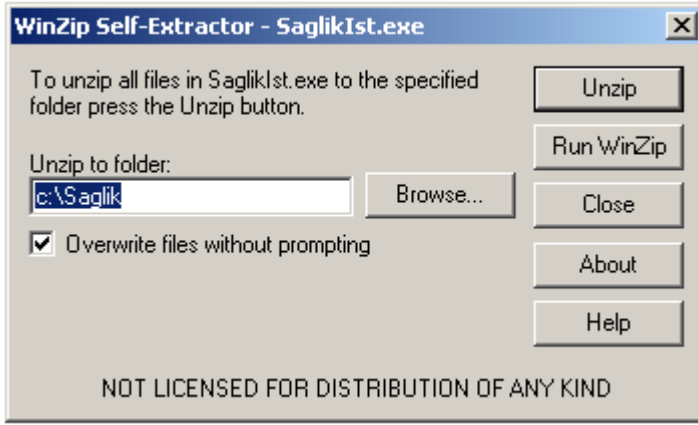 WinZip Self-Extractor - SaglikIst.exe
To unzip all files in SaglikIst.exe to the specified
folder press the Unzip button.
Unzip to folder:
c:\Saglik
Browse...
Overwrite files without prompting
Unzip
Run WinZip
Close
About
Help
NOT LICENSED FOR DISTRIBUTION OF ANY KIND